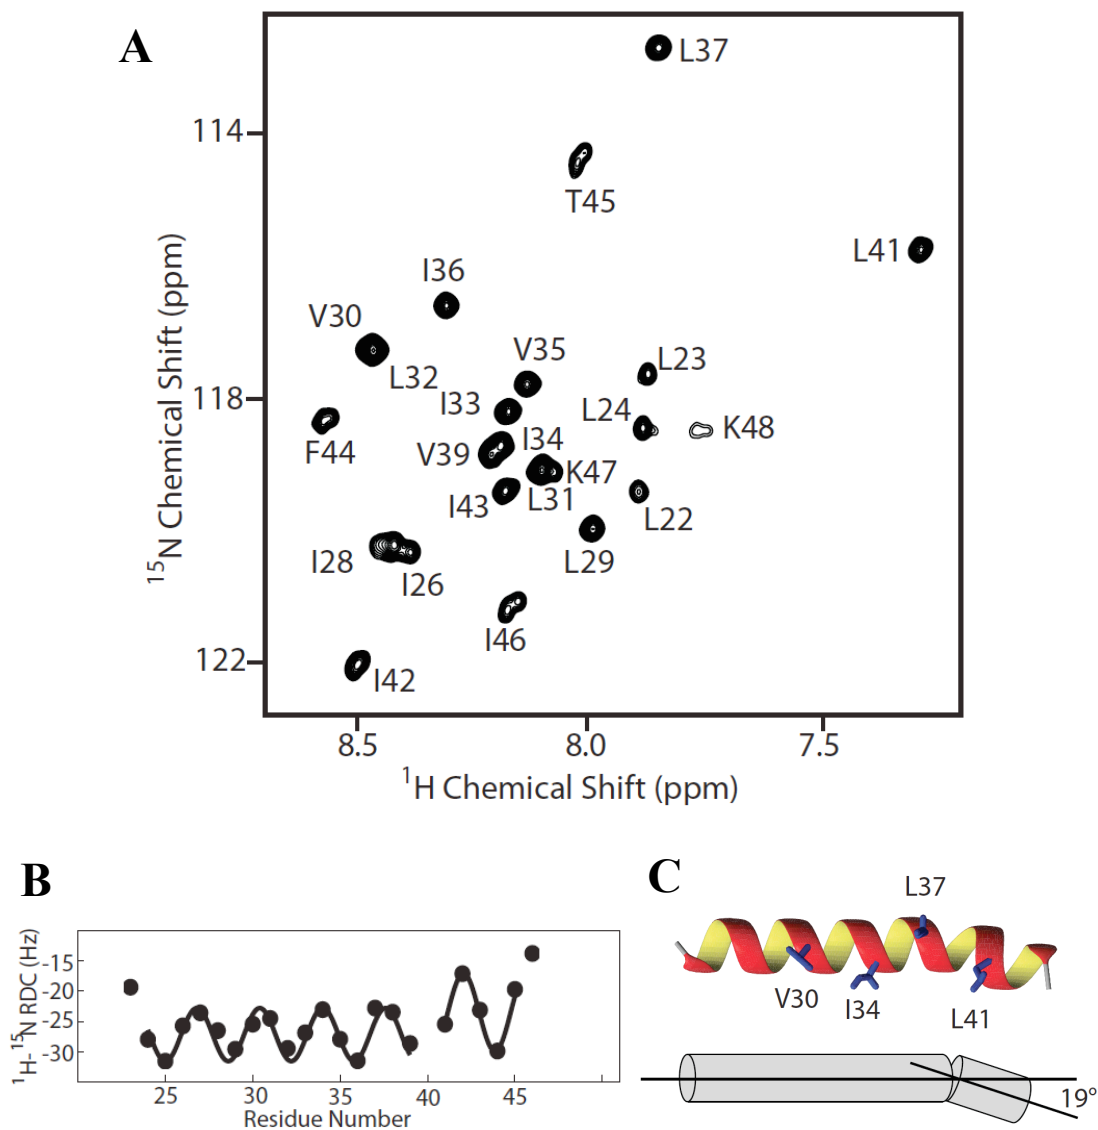 A
L37
114
T45
L41
I36
V30
L32
V35
L23
I33
L24
118
F44
V39
I34
K48
K47
I43
L31
L22
I28
I26
L29
I46
122
I42
8.5
8.0
7.5
¹H Chemical Shift (ppm)
¹⁵N Chemical Shift (ppm)
B
-15
-20
-25
-30
25
30
35
40
45
Residue Number
¹H-¹⁵N RDC (Hz)
C
L37
V30
I34
L41
19°